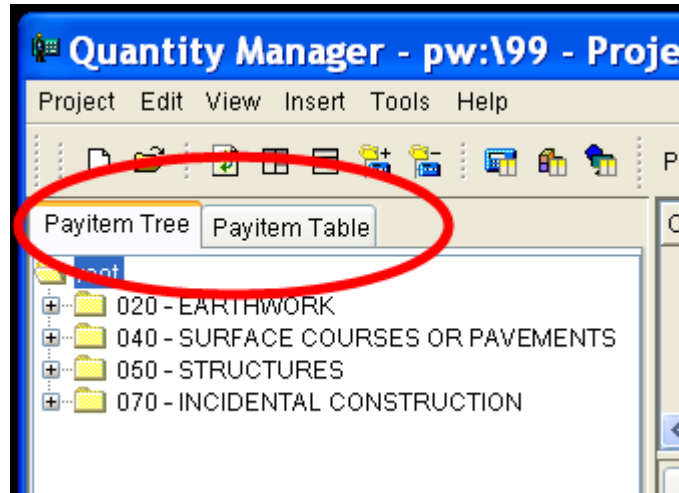 Quantity Manager - pw:\99 - Proje
Project Edit View Insert Tools Help
P
Payitem Tree Payitem Table
root
020 - EARTHWORK
040 - SURFACE COURSES OR PAVEMENTS
050 - STRUCTURES
070 - INCIDENTAL CONSTRUCTION